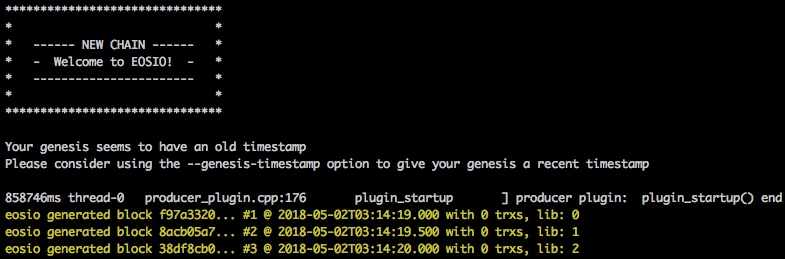 *******************************
*                             *
*   ------ NEW CHAIN ------   *
*   -  Welcome to EOSIO!  -   *
*   -----------------------   *
*                             *
*******************************
Your genesis seems to have an old timestamp
Please consider using the --genesis-timestamp option to give your genesis a recent timestamp
858746ms thread-0   producer_plugin.cpp:176       plugin_startup       ] producer plugin:  plugin_startup() end
eosio generated block f97a3320... #1 @ 2018-05-02T03:14:19.000 with 0 trxs, lib: 0
eosio generated block 8acb05a7... #2 @ 2018-05-02T03:14:19.500 with 0 trxs, lib: 1
eosio generated block 38df8cb0... #3 @ 2018-05-02T03:14:20.000 with 0 trxs, lib: 2